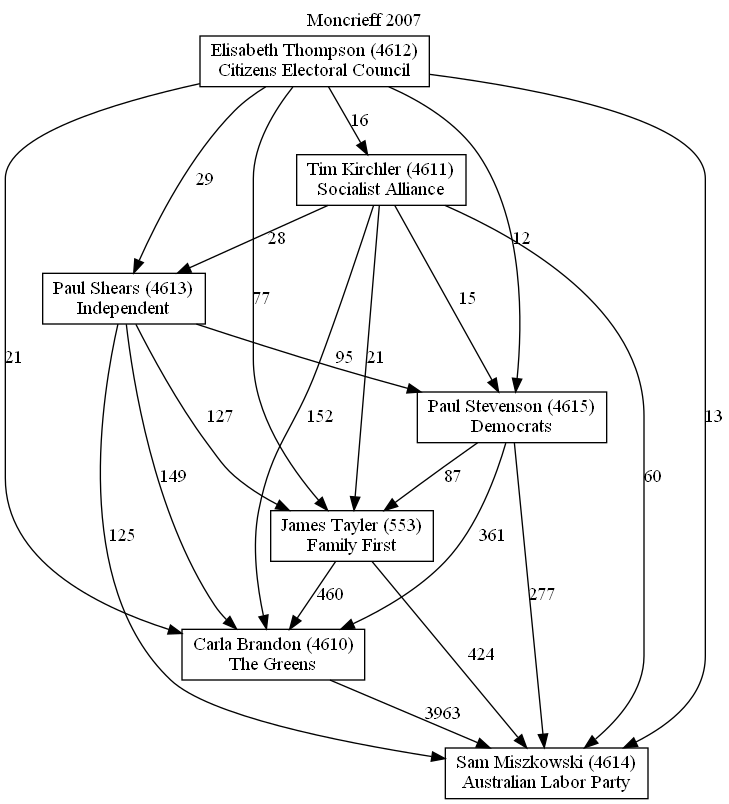 Moncrieff 2007
Elisabeth Thompson (4612)
Citizens Electoral Council
16
Tim Kirchler (4611)
Socialist Alliance
29
28
12
Paul Shears (4613)
Independent
77
15
21
95
21
13
Paul Stevenson (4615)
Democrats
127
152
149
87
60
James Tayler (553)
Family First
125
361
460
277
Carla Brandon (4610)
The Greens
424
3963
Sam Miszkowski (4614)
Australian Labor Party